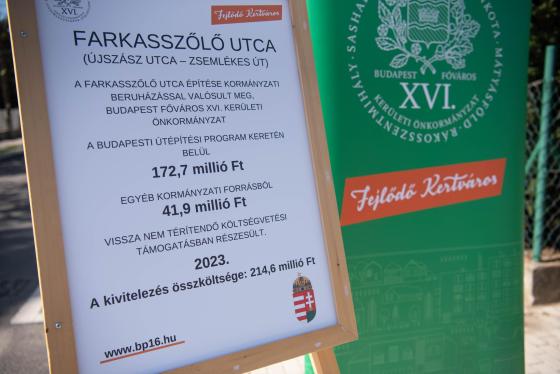 XVI.
Fejlődő Kertváros
FARKASSZŐLŐ UTCA
(ÚJSZÁSZ UTCA – ZSEMLÉKES ÚT)
A FARKASSZŐLŐ UTCA ÉPÍTÉSE KORMÁNYZATI
BERUHÁZÁSSAL VALÓSULT MEG,
BUDAPEST FŐVÁROS XVI. KERÜLETI
ÖNKORMÁNYZAT
A BUDAPESTI ÚTÉPÍTÉSI PROGRAM KERETÉN
BELÜL
172,7 millió Ft
EGYÉB KORMÁNYZATI FORRÁSBÓL
41,9 millió Ft
VISSZA NEM TÉRÍTENDŐ KÖLTSÉGVETÉSI
TÁMOGATÁSBAN RÉSZESÜLT.
2023.
A kivitelezés összköltsége: 214,6 millió Ft
www.bp16.hu
BUDAPEST FŐVÁROS
XVI.
KERÜLETI ÖNKORMÁNYZAT
MÁTYÁSFÖLD-RÁKOSSZENTMIHÁLY-
Fejlődő Kertváros